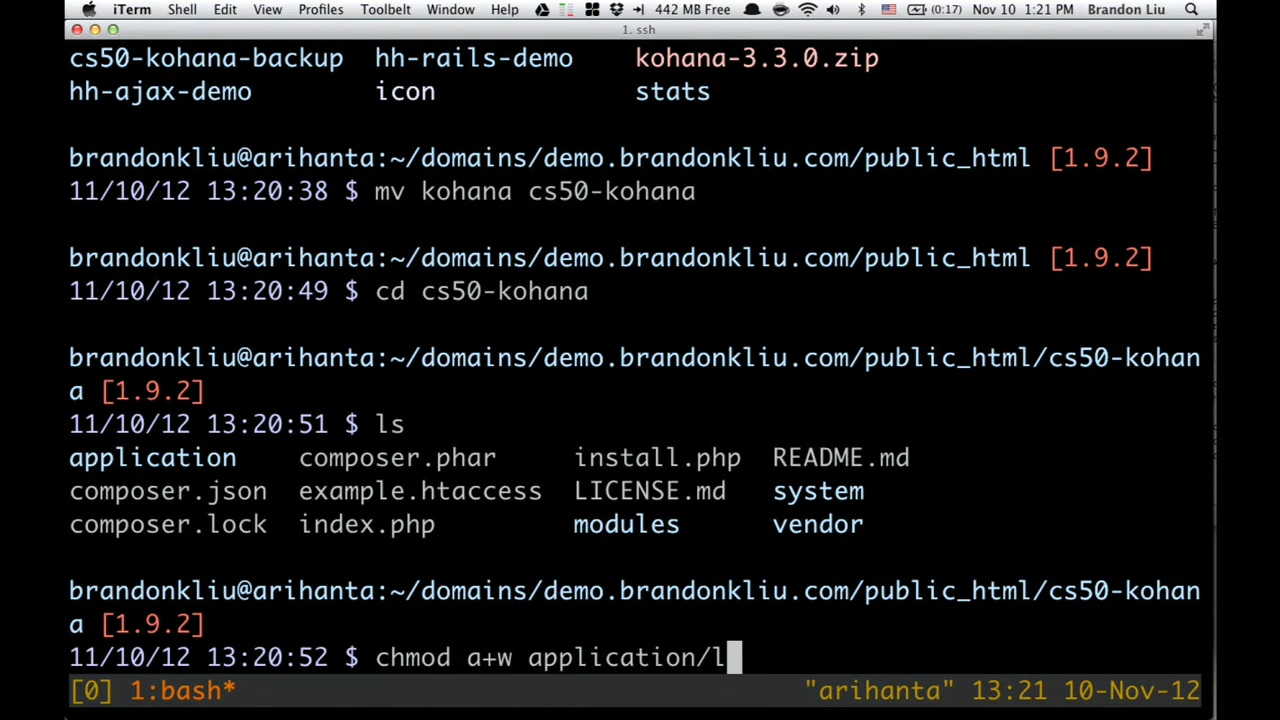 iTerm Shell Edit View Profiles Toolbelt Window Help 442 MB Free (0:17) Nov 10 1:21 PM Brandon Liu
1. ssh
cs50-kohana-backup hh-rails-demo kohana-3.3.0.zip
hh-ajax-demo icon stats
brandonkliu@arihanta:~/domains/demo.brandonkliu.com/public_html [1.9.2]
11/10/12 13:20:38 $ mv kohana cs50-kohana
brandonkliu@arihanta:~/domains/demo.brandonkliu.com/public_html [1.9.2]
11/10/12 13:20:49 $ cd cs50-kohana
brandonkliu@arihanta:~/domains/demo.brandonkliu.com/public_html/cs50-kohan
a [1.9.2]
11/10/12 13:20:51 $ ls
application composer.phar install.php README.md
composer.json example.htaccess LICENSE.md system
composer.lock index.php modules vendor
brandonkliu@arihanta:~/domains/demo.brandonkliu.com/public_html/cs50-kohan
a [1.9.2]
11/10/12 13:20:52 $ chmod a+w application/l
[0] 1:bash* "arihanta" 13:21 10-Nov-12